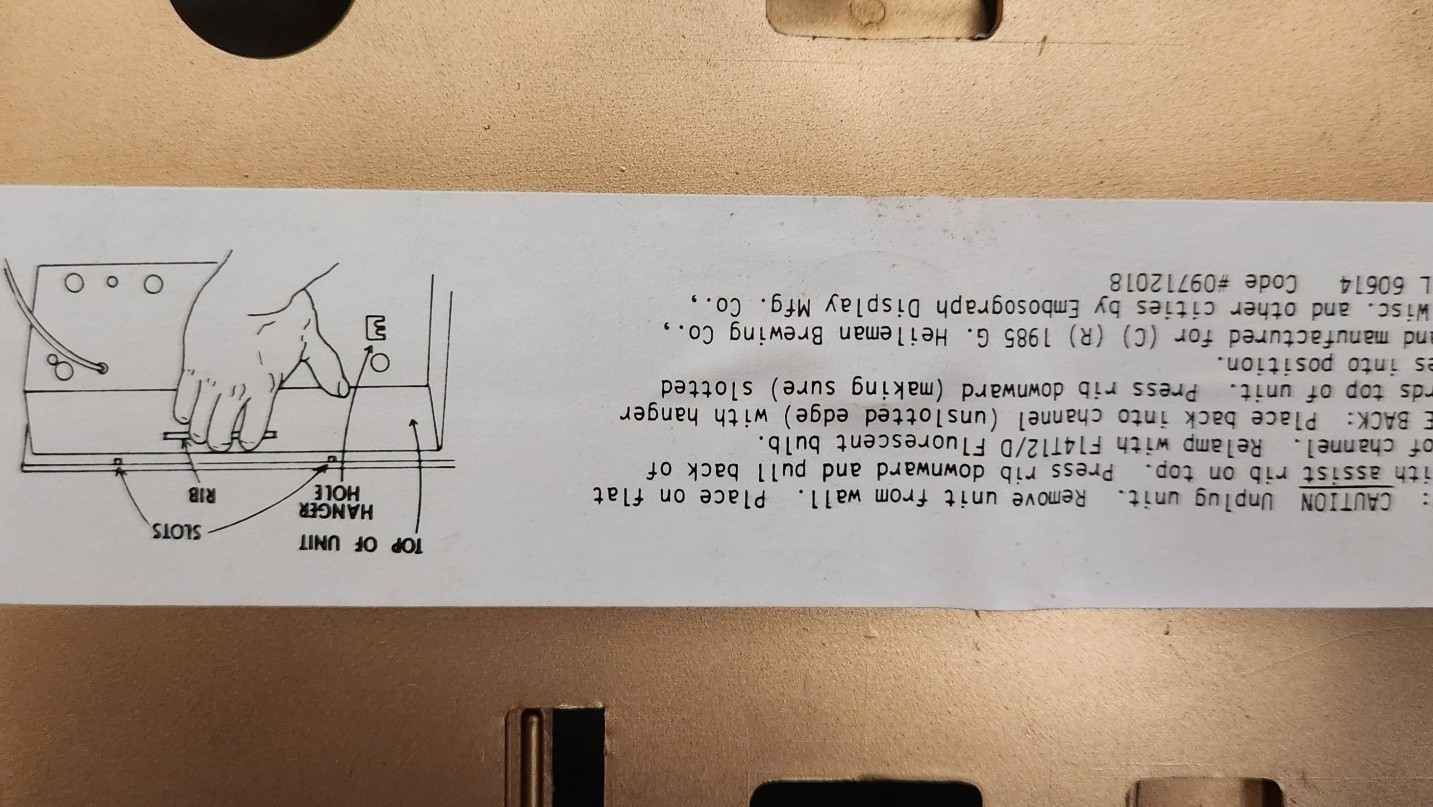 : CAUTION Unplug unit. Remove unit from wall. Place on flat
ith assist rib on top. Press rib downward and pull back of
of channel. Relamp with F14T12/D Fluorescent bulb.
E BACK: Place back into channel (unslotted edge) with hanger
rds top of unit. Press rib downward (making sure) slotted
es into position.
and manufactured for (C) (R) 1985 G. Heileman Brewing Co.,
Wisc. and other cities by Embosograph Display Mfg. Co.,
L 60614 Code #09712018
TOP OF UNIT
HANGER
HOLE
SLOTS
RIB